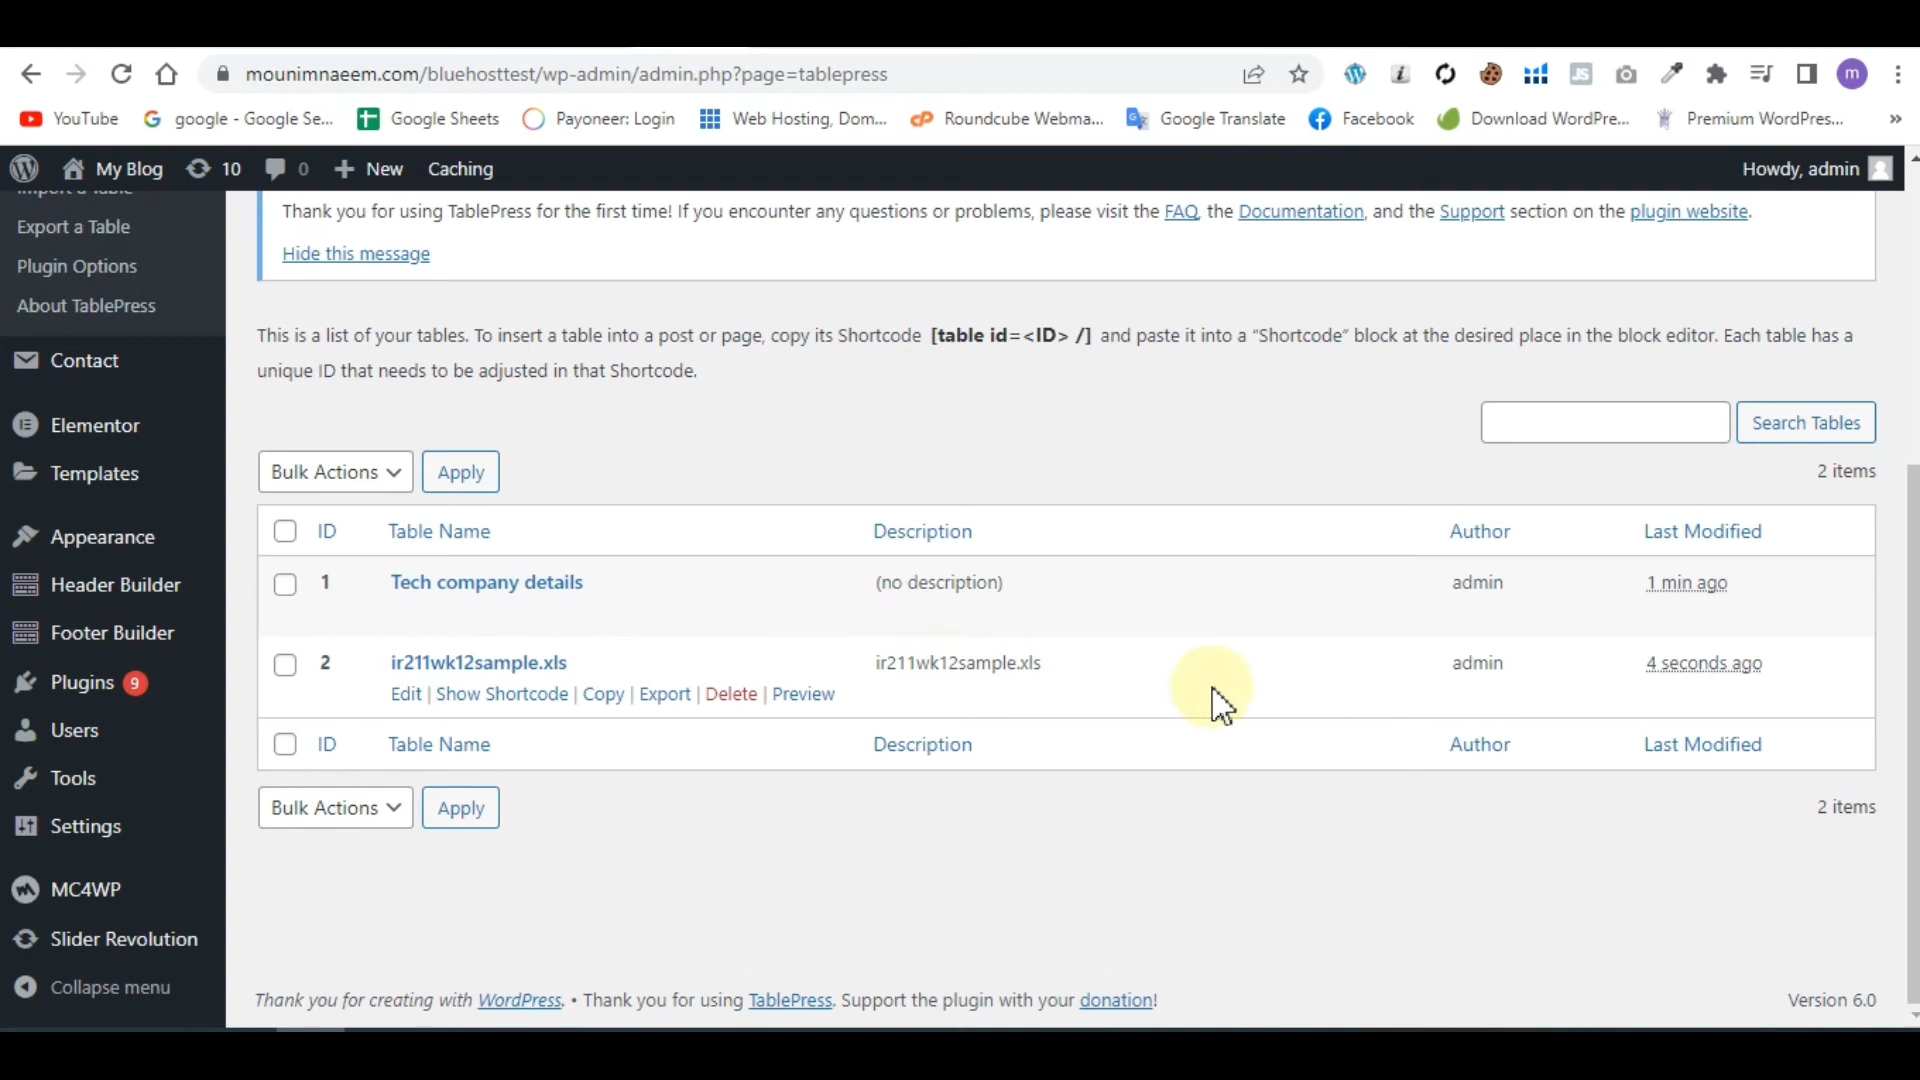 mounimnaeem.com/bluehosttest/wp-admin/admin.php?page=tablepress
m
YouTube google - Google Se... Google Sheets Payoneer: Login Web Hosting, Dom... Roundcube Webma... Google Translate Facebook Download WordPre... Premium WordPres... »
My Blog 10 0 New Caching Howdy, admin
Import a Table
Export a Table
Plugin Options
About TablePress
Contact
Elementor
Templates
Appearance
Header Builder
Footer Builder
Plugins 9
Users
Tools
Settings
MC4WP
Slider Revolution
Collapse menu
Thank you for using TablePress for the first time! If you encounter any questions or problems, please visit the FAQ, the Documentation, and the Support section on the plugin website.
Hide this message
This is a list of your tables. To insert a table into a post or page, copy its Shortcode [table id=<ID> /] and paste it into a “Shortcode” block at the desired place in the block editor. Each table has a
unique ID that needs to be adjusted in that Shortcode.
Search Tables
Bulk Actions Apply 2 items
ID Table Name Description Author Last Modified
1 Tech company details (no description) admin 1 min ago
2 ir211wk12sample.xls ir211wk12sample.xls admin 4 seconds ago
Edit | Show Shortcode | Copy | Export | Delete | Preview
ID Table Name Description Author Last Modified
Bulk Actions Apply 2 items
Thank you for creating with WordPress. • Thank you for using TablePress. Support the plugin with your donation! Version 6.0